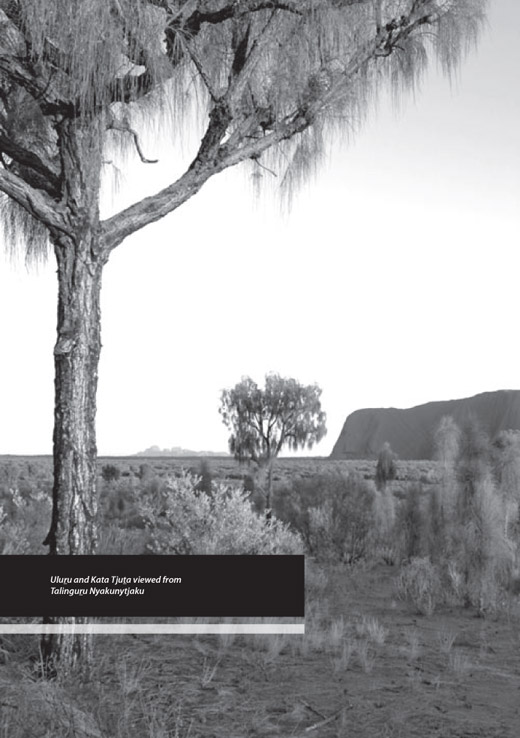 Uluṟu and Kata Tjuṯa viewed from
Talinguṟu Nyakunytjaku